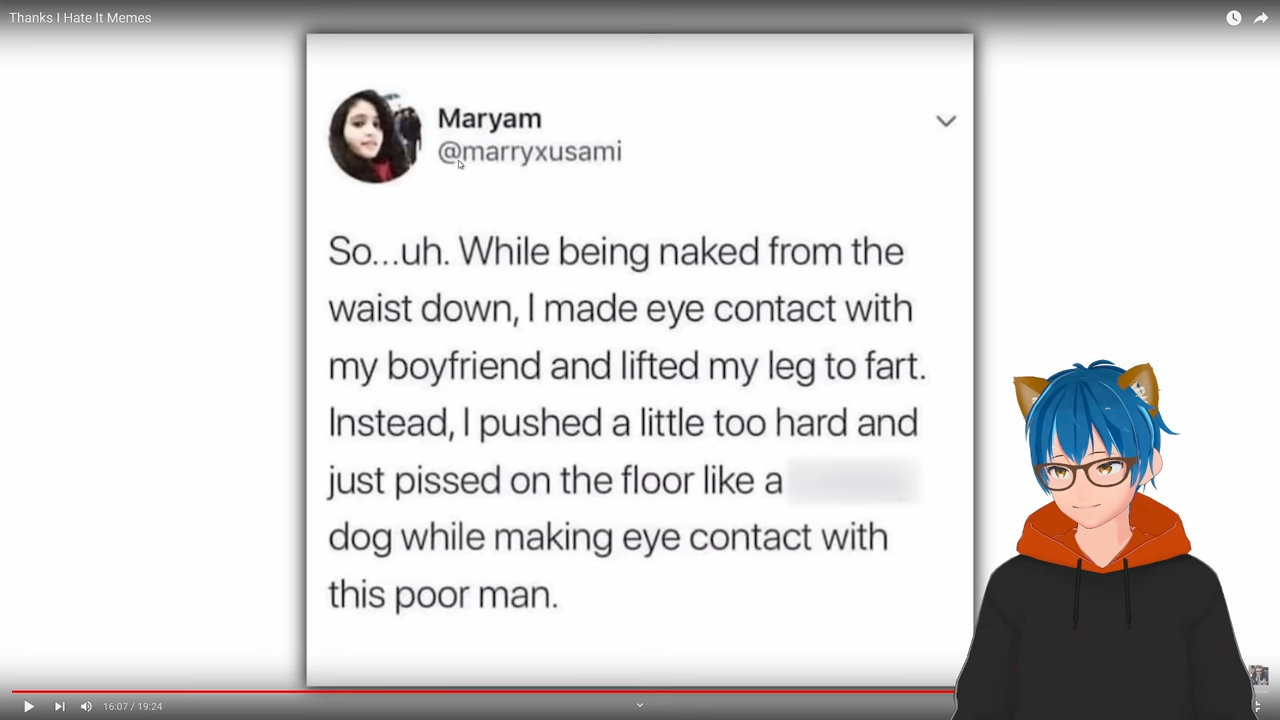 Thanks I Hate It Memes
Maryam
@marryxusami
So...uh. While being naked from the
waist down, I made eye contact with
my boyfriend and lifted my leg to fart.
Instead, I pushed a little too hard and
just pissed on the floor like a
dog while making eye contact with
this poor man.
16:07 / 19:24